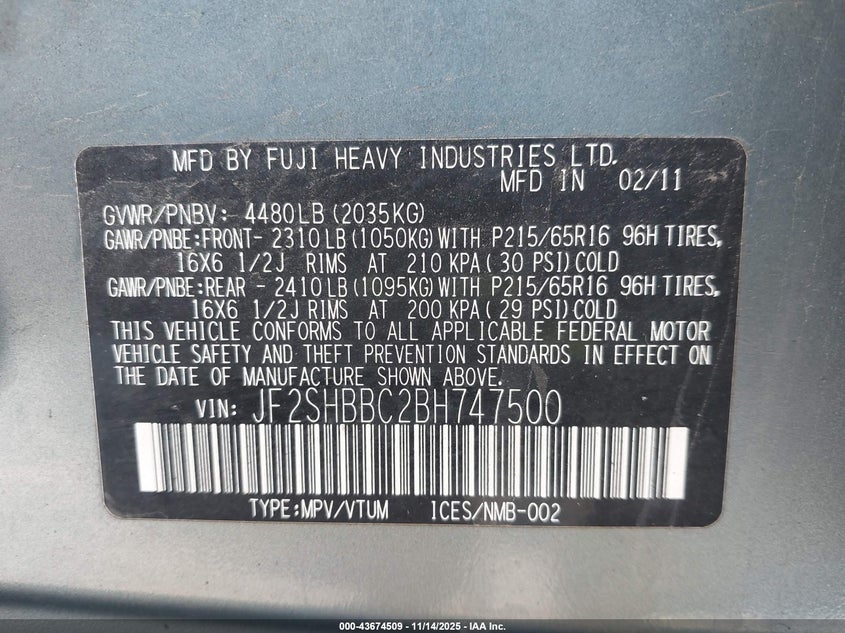 MFD BY FUJI HEAVY INDUSTRIES LTD.
MFD IN 02/11
GVWR/PNBV: 4480LB (2035KG)
GAWR/PNBE:FRONT- 2310LB (1050KG) WITH P215/65R16 96H TIRES,
16X6 1/2J RIMS AT 210 KPA (30 PSI) COLD
GAWR/PNBE:REAR - 2410LB (1095KG) WITH P215/65R16 96H TIRES,
16X6 1/2J RIMS AT 200 KPA (29 PSI) COLD
THIS VEHICLE CONFORMS TO ALL APPLICABLE FEDERAL MOTOR
VEHICLE SAFETY AND THEFT PREVENTION STANDARDS IN EFFECT ON
THE DATE OF MANUFACTURE SHOWN ABOVE.
VIN: JF2SHBBC2BH747500
TYPE:MPV/VTUM ICES/NMB-002
000-43674509 - 11/14/2025 - IAA Inc.